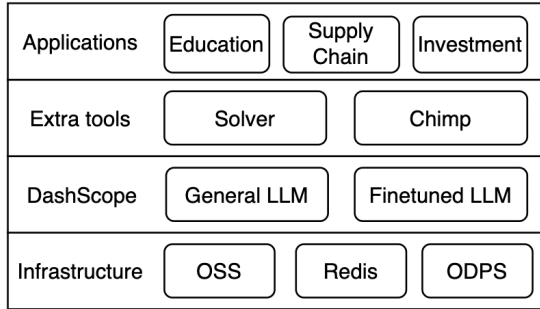 Applications
Education
Supply
Chain
Investment
Extra tools
Solver
Chimp
DashScope
General LLM
Finetuned LLM
Infrastructure
OSS
Redis
ODPS